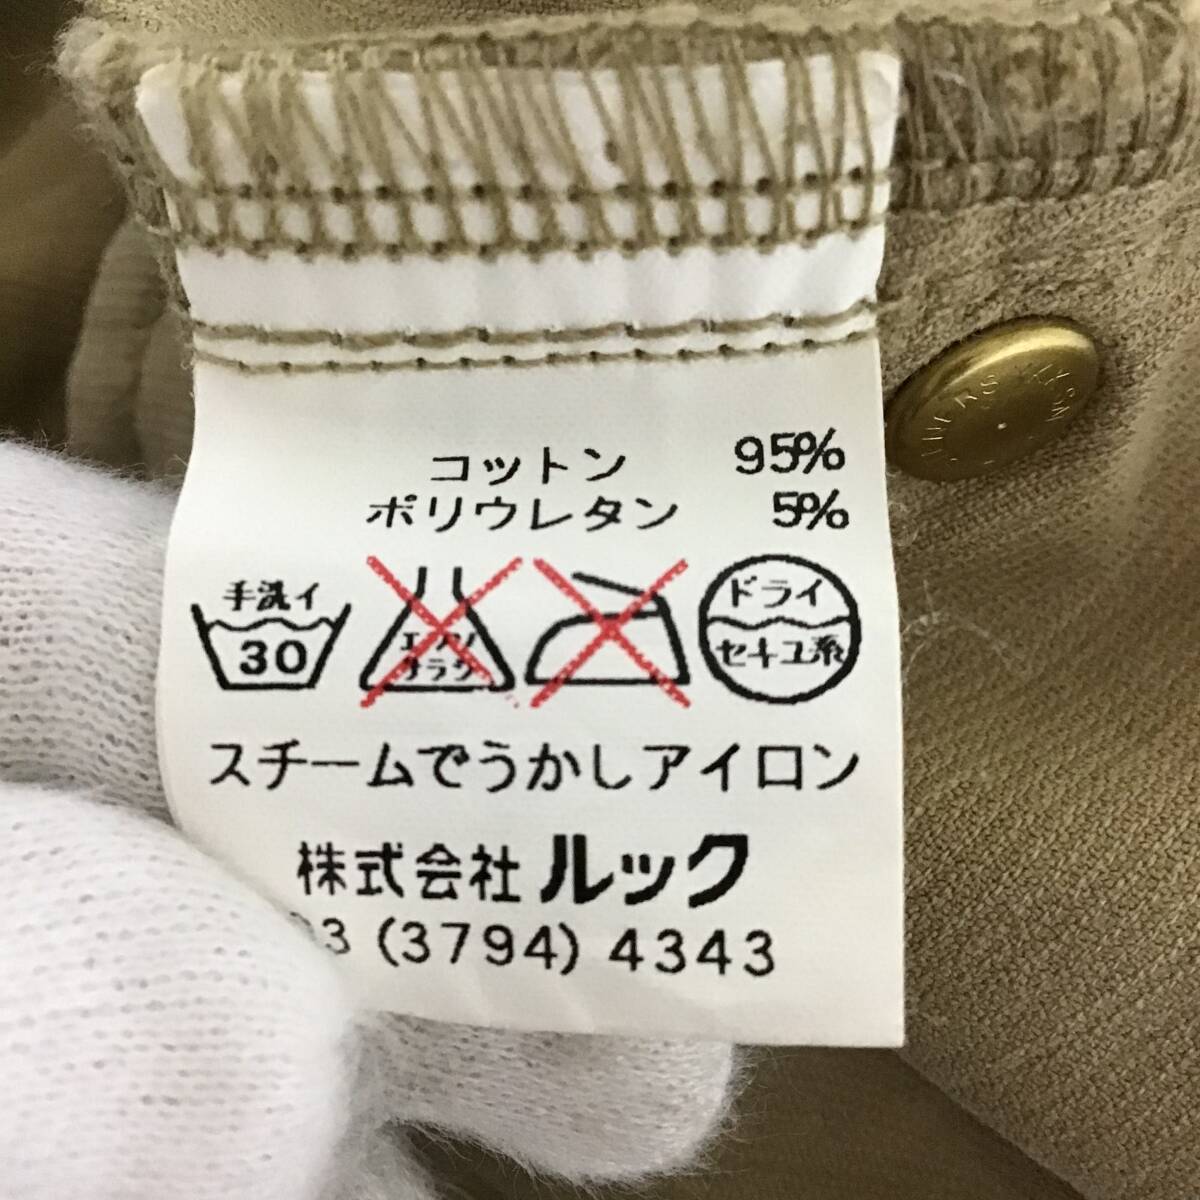 コットン 95%
ポリウレタン 5%
手洗イ
30
エンソ
サラシ
ドライ
セキユ系
スチームでうかしアイロン
株式会社 ルック
3 (3794) 4343